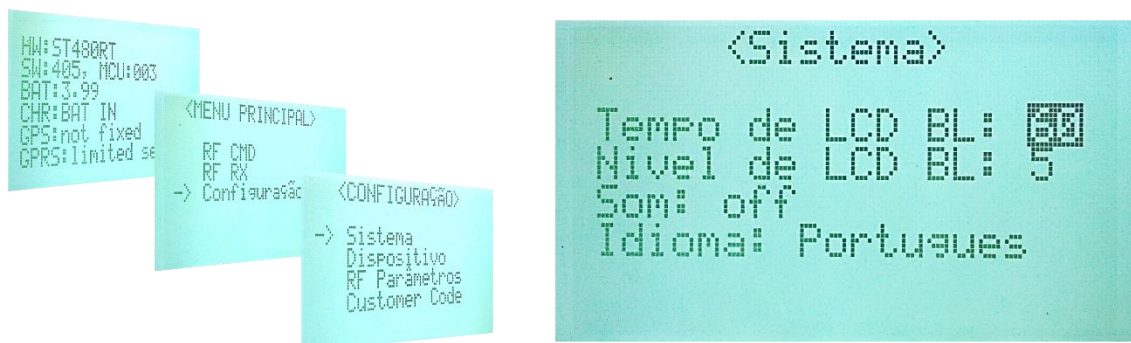 HW:ST480RT
SW:405, MCU:003
BAT:3.99
CHR:BAT IN
GPS:not fixed
GPRS:limited se
<MENU PRINCIPAL>
RF CMD
RF RX
-> Configuração
<CONFIGURAÇÃO>
-> Sistema
Dispositivo
RF Parâmetros
Customer Code
<Sistema>
Tempo de LCD BL:
Nivel de LCD BL: 5
Som: off
Idioma: Portugues